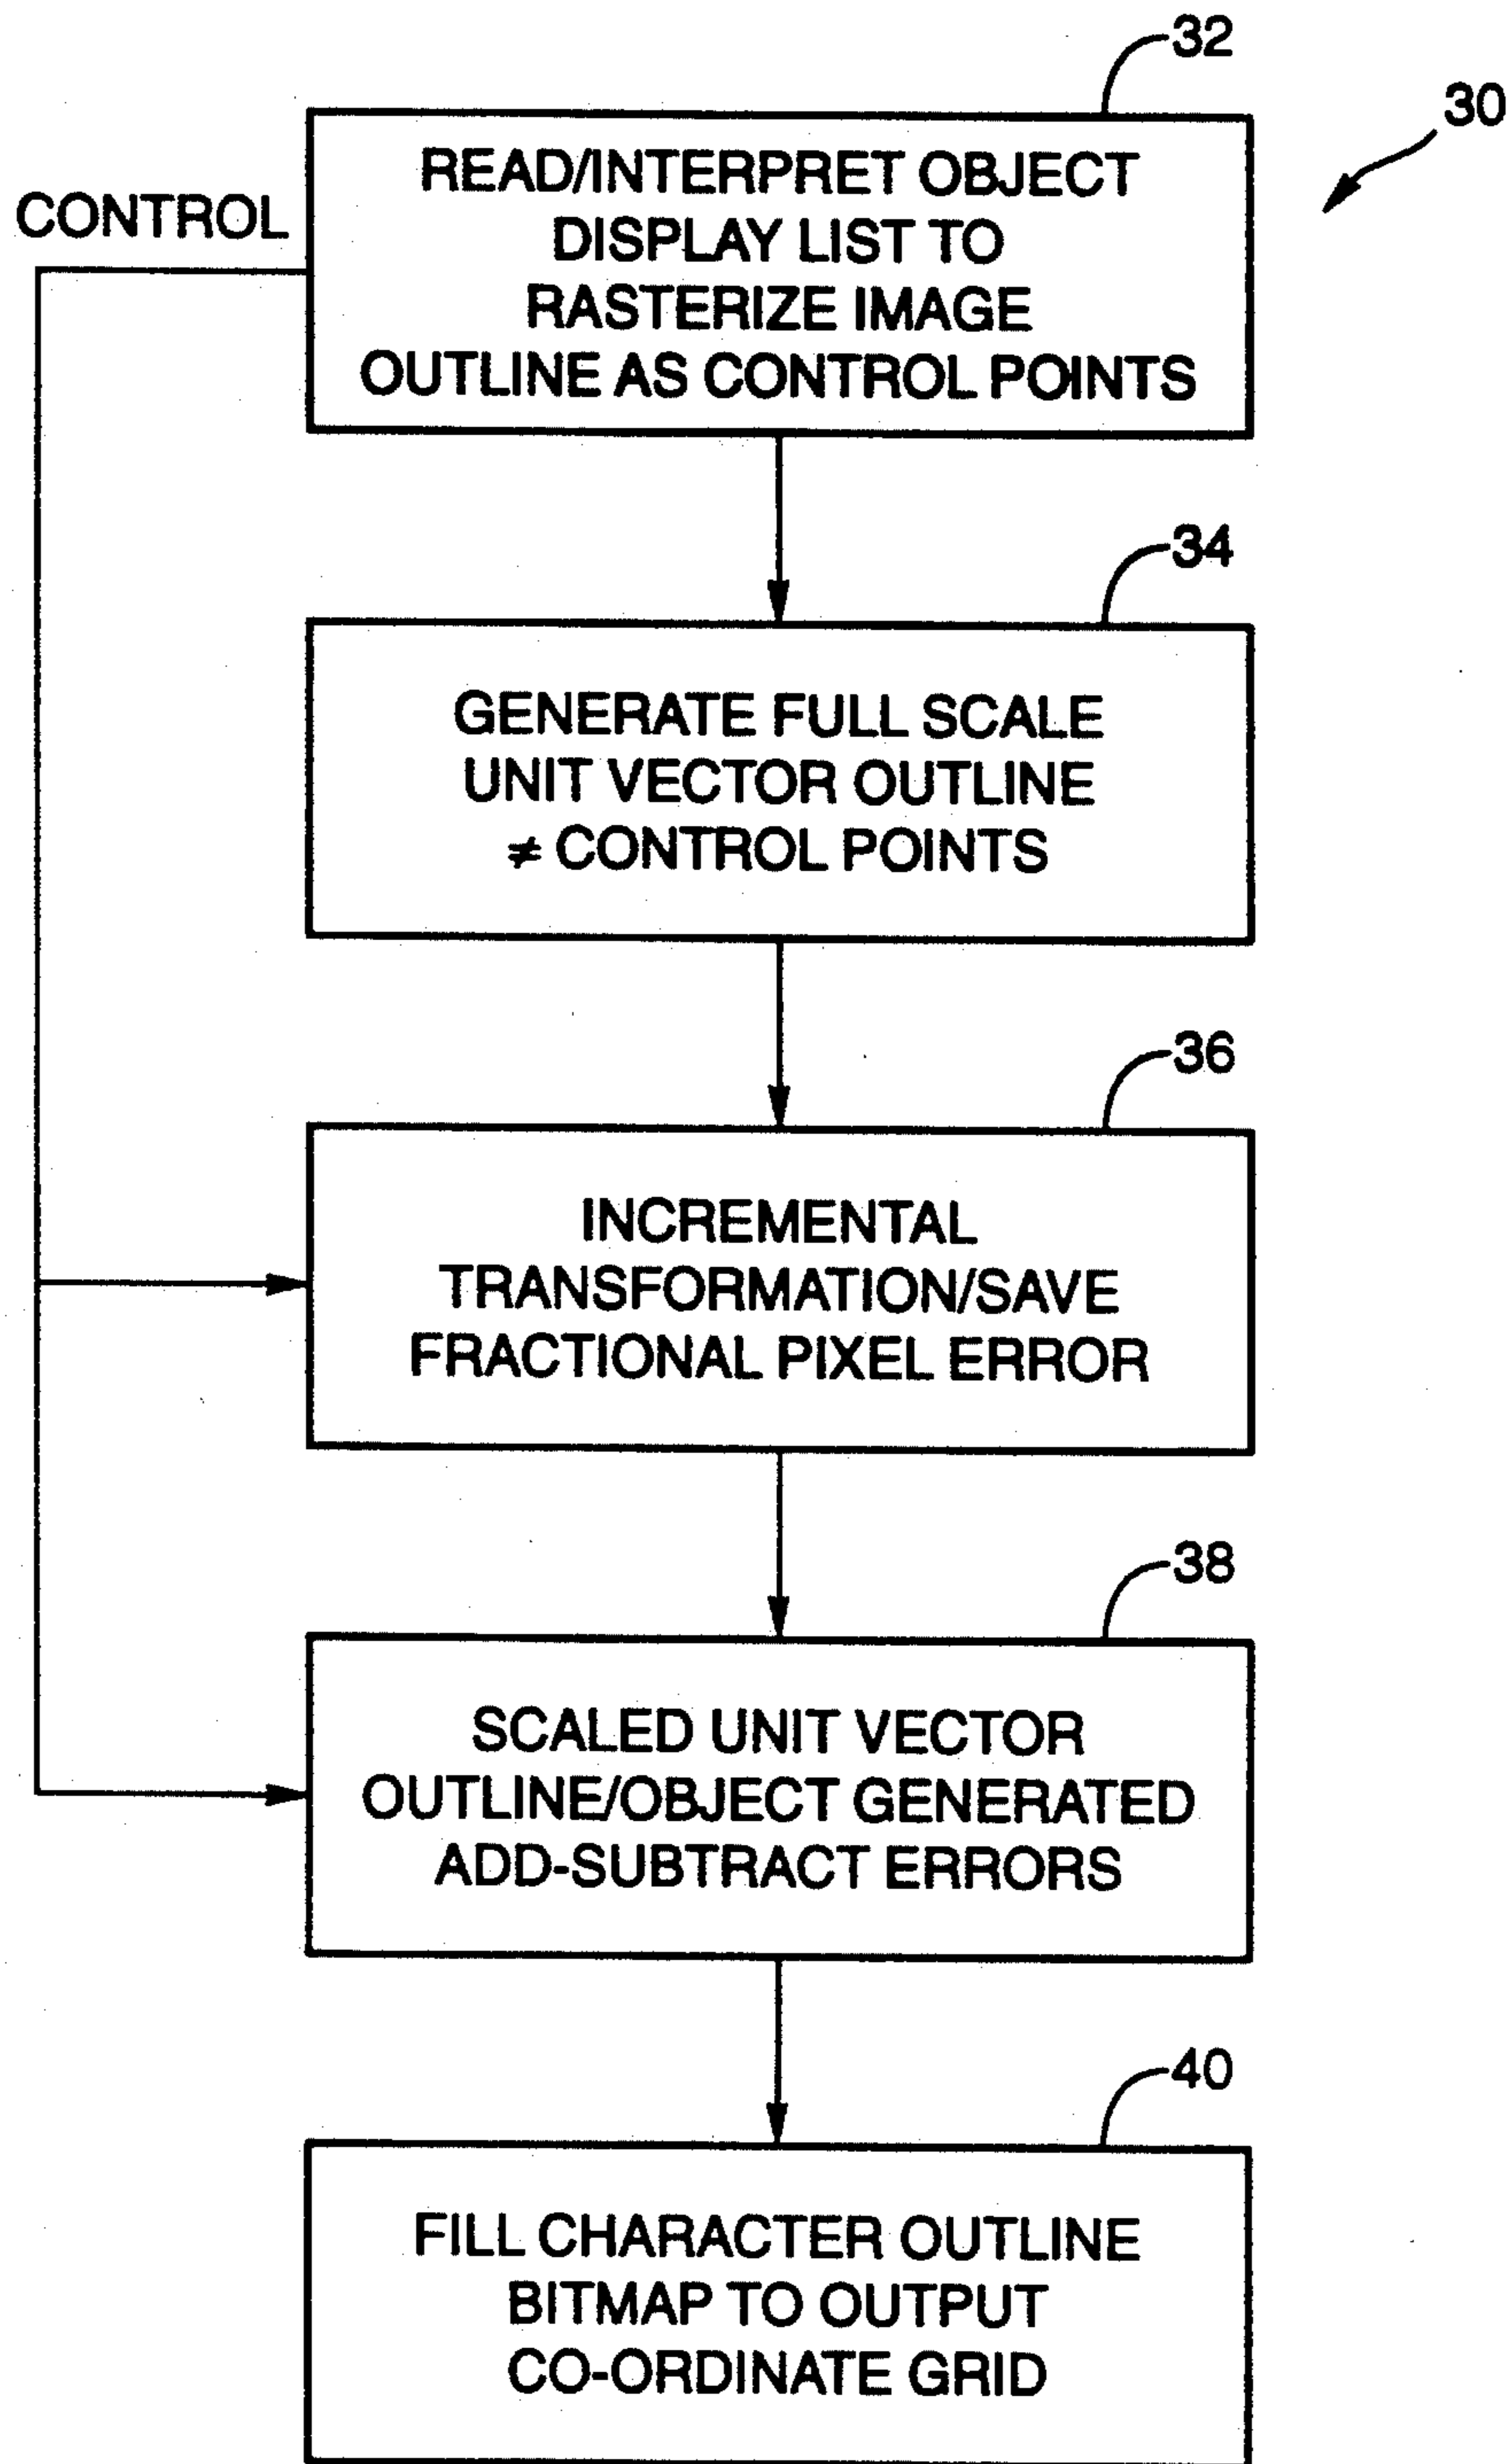 32
30
CONTROL
READ/INTERPRET OBJECT
DISPLAY LIST TO
RASTERIZE IMAGE
OUTLINE AS CONTROL POINTS
34
GENERATE FULL SCALE
UNIT VECTOR OUTLINE
≠ CONTROL POINTS
36
INCREMENTAL
TRANSFORMATION/SAVE
FRACTIONAL PIXEL ERROR
38
SCALED UNIT VECTOR
OUTLINE/OBJECT GENERATED
ADD-SUBTRACT ERRORS
40
FILL CHARACTER OUTLINE
BITMAP TO OUTPUT
CO-ORDINATE GRID